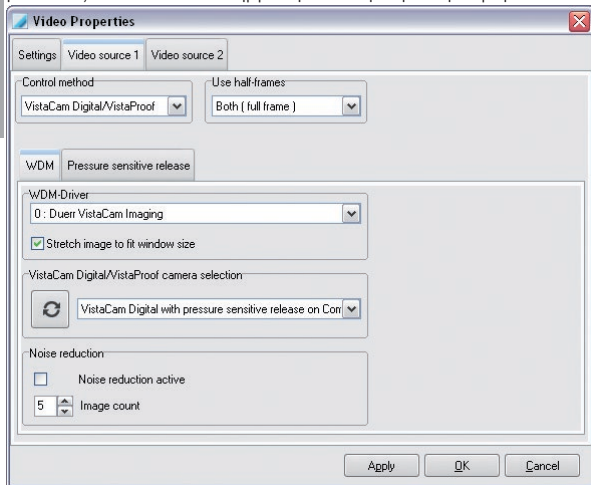 Video Properties
Settings Video source 1 Video source 2
Control method Use half-frames
VistaCam Digital/VistaProof Both ( full frame )
WDM Pressure sensitive release
WDM-Driver
0 : Duerr VistaCam Imaging
Stretch image to fit window size
VistaCam Digital/VistaProof camera selection
VistaCam Digital with pressure sensitive release on Com
Noise reduction
Noise reduction active
5 Image count
Apply OK Cancel